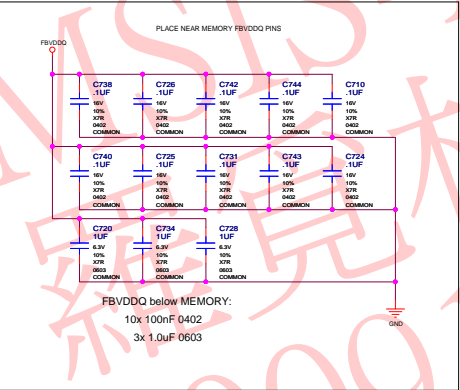 PLACE NEAR MEMORY FBVDDQ PINS
FBVDDQ
C738 C726 C742 C744 C710
.1UF .1UF .1UF .1UF .1UF
16V 16V 16V 16V 16V
10% 10% 10% 10% 10%
X7R X7R X7R X7R X7R
0402 0402 0402 0402 0402
COMMON COMMON COMMON COMMON COMMON
C740 C725 C731 C743 C724
.1UF .1UF .1UF .1UF .1UF
16V 16V 16V 16V 16V
10% 10% 10% 10% 10%
X7R X7R X7R X7R X7R
0402 0402 0402 0402 0402
COMMON COMMON COMMON COMMON COMMON
C720 C734 C728
1UF 1UF 1UF
6.3V 6.3V 6.3V
10% 10% 10%
X7R X7R X7R
0603 0603 0603
COMMON COMMON COMMON
FBVDDQ below MEMORY:
10x 100nF 0402
3x 1.0uF 0603
GND